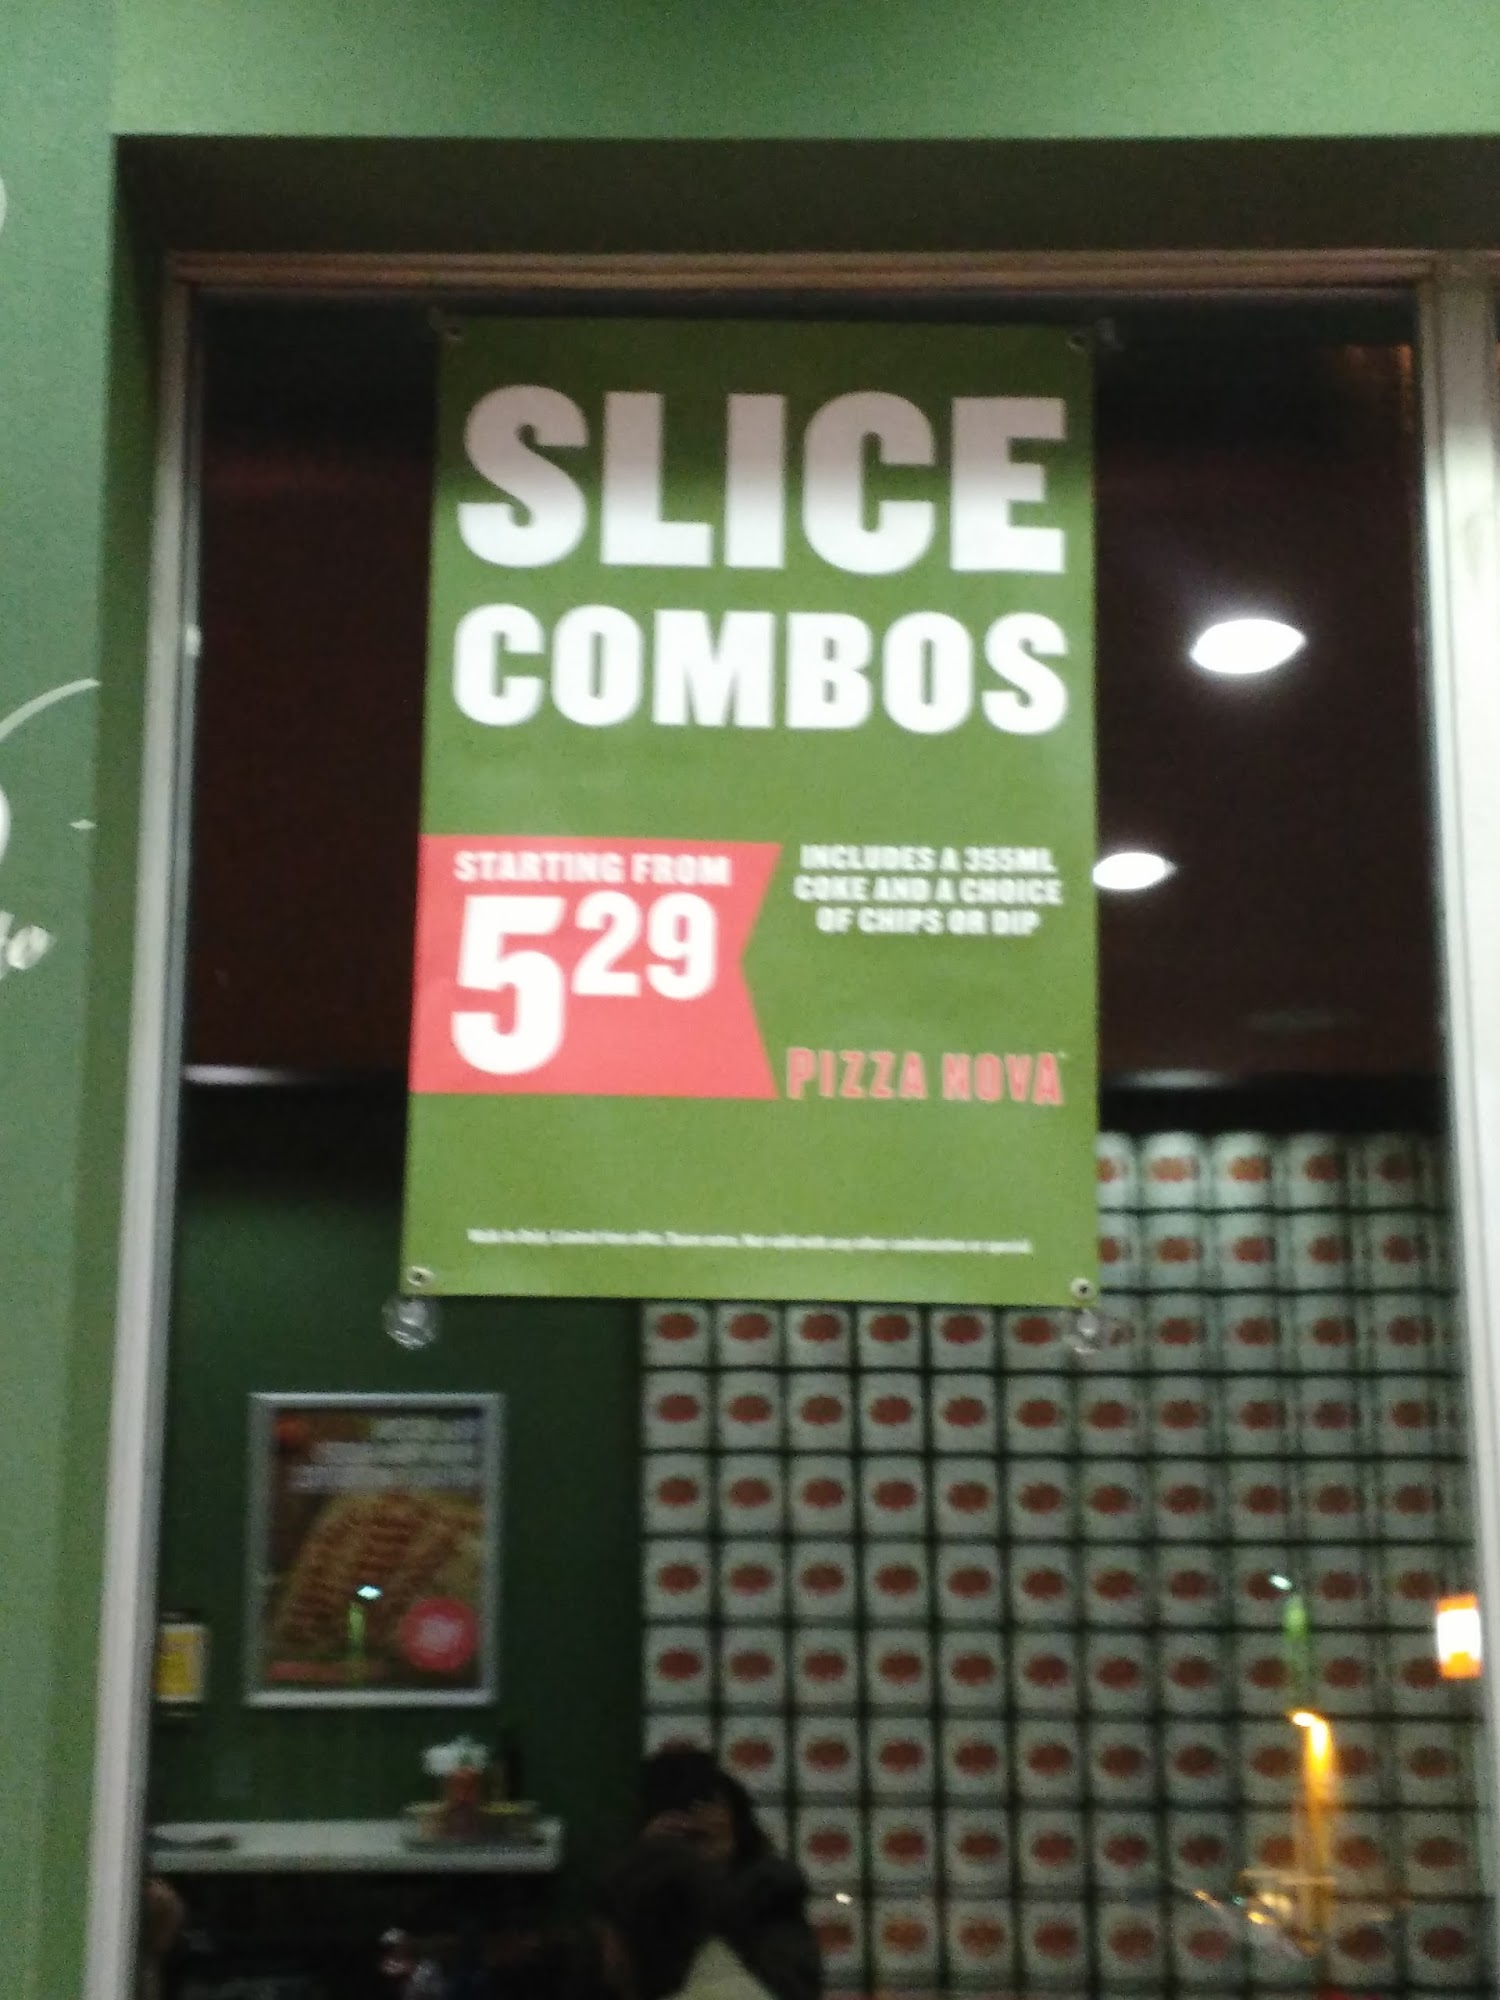 SLICE
COMBOS
STARTING FROM
5 29
INCLUDES A 355ML
COKE AND A CHOICE
OF CHIPS OR DIP
PIZZA NOVA